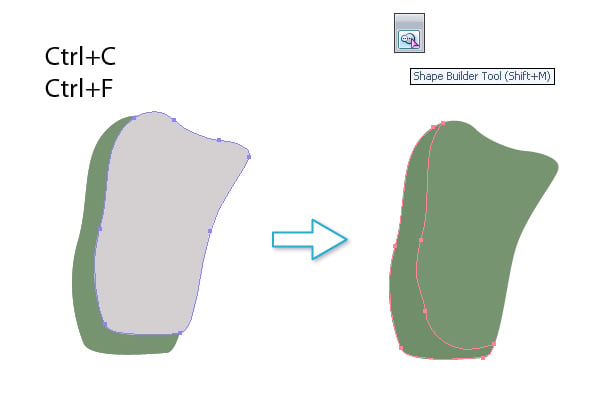 Ctrl+C
Ctrl+F
Shape Builder Tool (Shift+M)